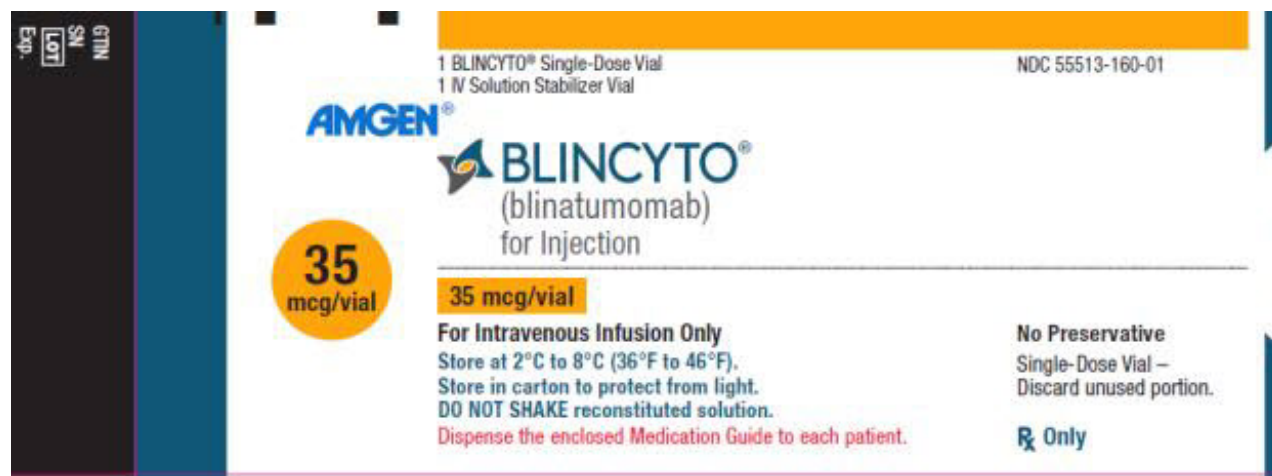 GTIN
SN
LOT
Exp.
1 BLINCYTO® Single-Dose Vial
1 IV Solution Stabilizer Vial
NDC 55513-160-01
AMGEN®
BLINCYTO®
(blinatumomab)
for Injection
35
mcg/vial
35 mcg/vial
For Intravenous Infusion Only
Store at 2°C to 8°C (36°F to 46°F).
Store in carton to protect from light.
DO NOT SHAKE reconstituted solution.
Dispense the enclosed Medication Guide to each patient.
No Preservative
Single-Dose Vial –
Discard unused portion.
Rx Only